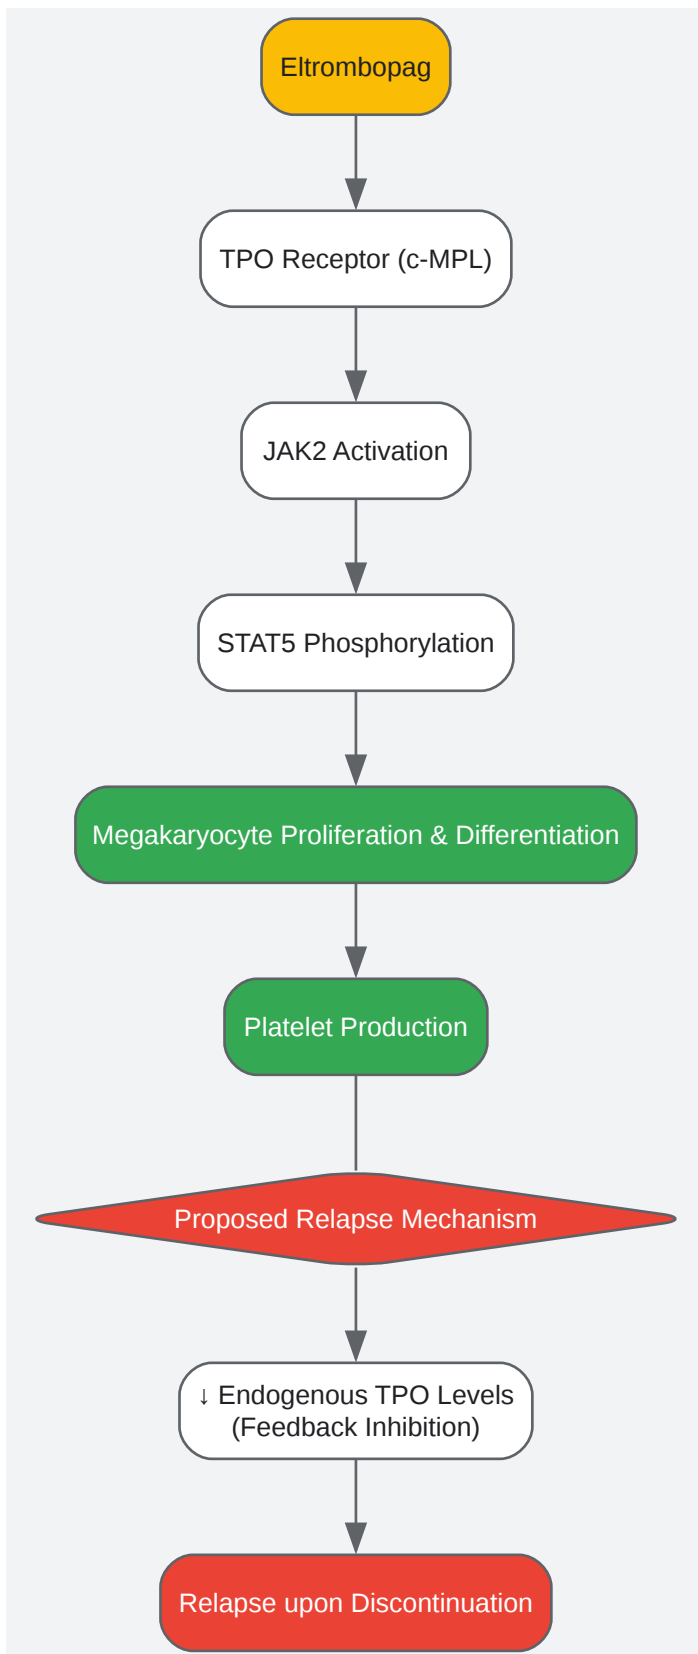 Eltrombopag
TPO Receptor (c-MPL)
JAK2 Activation
STAT5 Phosphorylation
Megakaryocyte Proliferation & Differentiation
Platelet Production
Proposed Relapse Mechanism
↓ Endogenous TPO Levels
(Feedback Inhibition)
Relapse upon Discontinuation